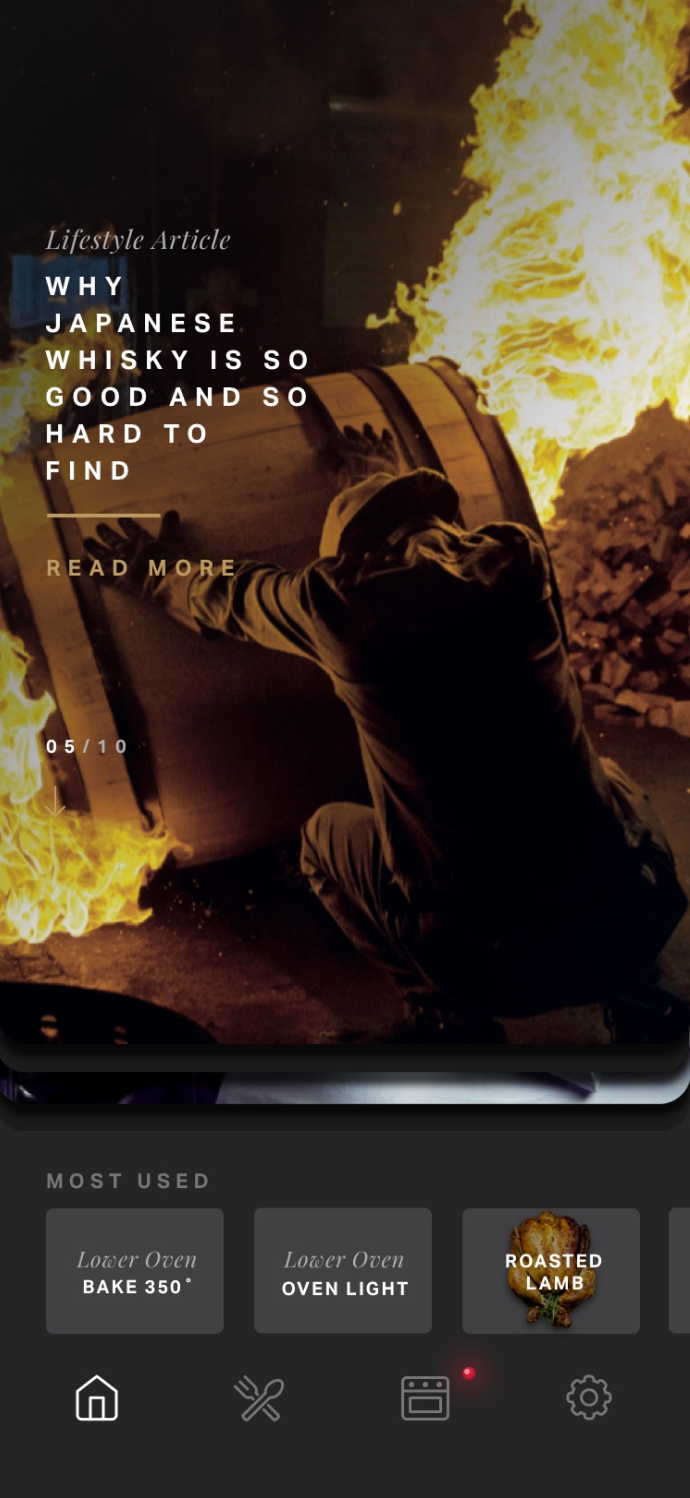 Lifestyle Article
WHY
JAPANESE
WHISKY IS SO
GOOD AND SO
HARD TO
FIND
READ MORE
05/10
MOST USED
Lower Oven
BAKE 350°
Lower Oven
OVEN LIGHT
ROASTED
LAMB